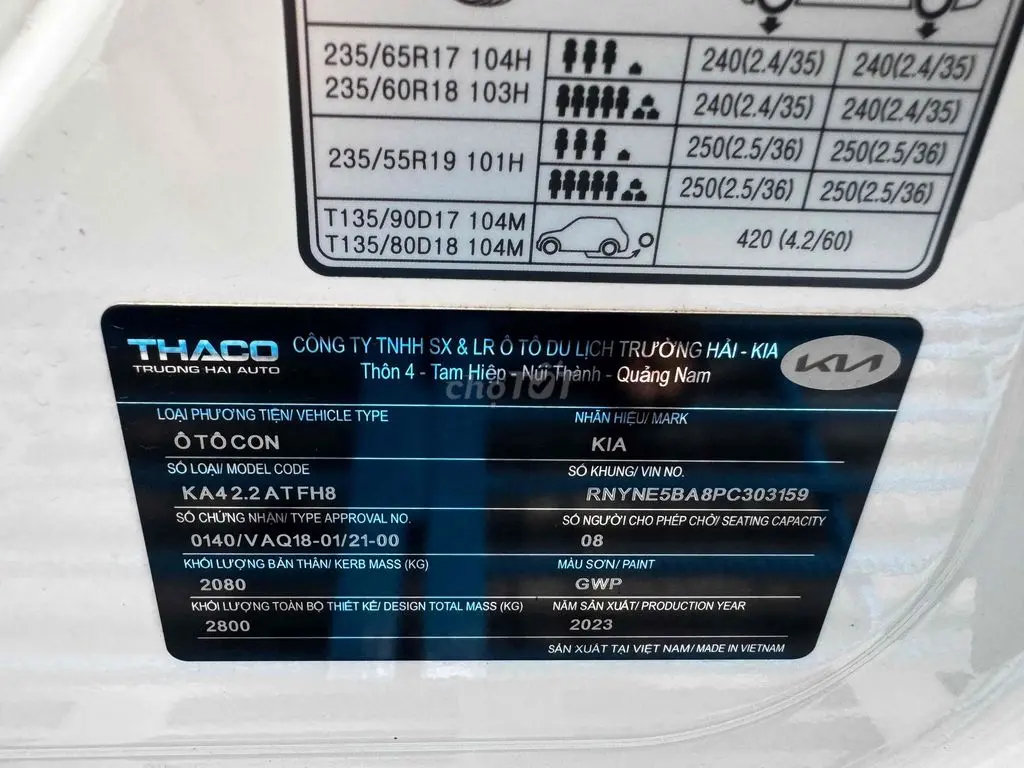 235/65R17 104H 240(2.4/35) 240(2.4/35)
235/60R18 103H 240(2.4/35) 240(2.4/35)
235/55R19 101H 250(2.5/36) 250(2.5/36)
250(2.5/36) 250(2.5/36)
T135/90D17 104M
T135/80D18 104M 420 (4.2/60)
THACO
TRUONG HAI AUTO
CÔNG TY TNHH SX & LR Ô TÔ DU LỊCH TRƯỜNG HẢI - KIA
Thôn 4 - Tam Hiệp - Núi Thành - Quảng Nam
KIA
chợTỐT
LOẠI PHƯƠNG TIỆN/ VEHICLE TYPE NHÃN HIỆU/ MARK
Ô TÔ CON KIA
SỐ LOẠI/ MODEL CODE SỐ KHUNG/ VIN NO.
KA4 2.2 AT FH8 RNYNE5BA8PC303159
SỐ CHỨNG NHẬN/ TYPE APPROVAL NO. SỐ NGƯỜI CHO PHÉP CHỞ/ SEATING CAPACITY
0140/VAQ18-01/21-00 08
KHỐI LƯỢNG BẢN THÂN/ KERB MASS (KG) MÀU SƠN/ PAINT
2080 GWP
KHỐI LƯỢNG TOÀN BỘ THIẾT KẾ/ DESIGN TOTAL MASS (KG) NĂM SẢN XUẤT/ PRODUCTION YEAR
2800 2023
SẢN XUẤT TẠI VIỆT NAM/ MADE IN VIETNAM